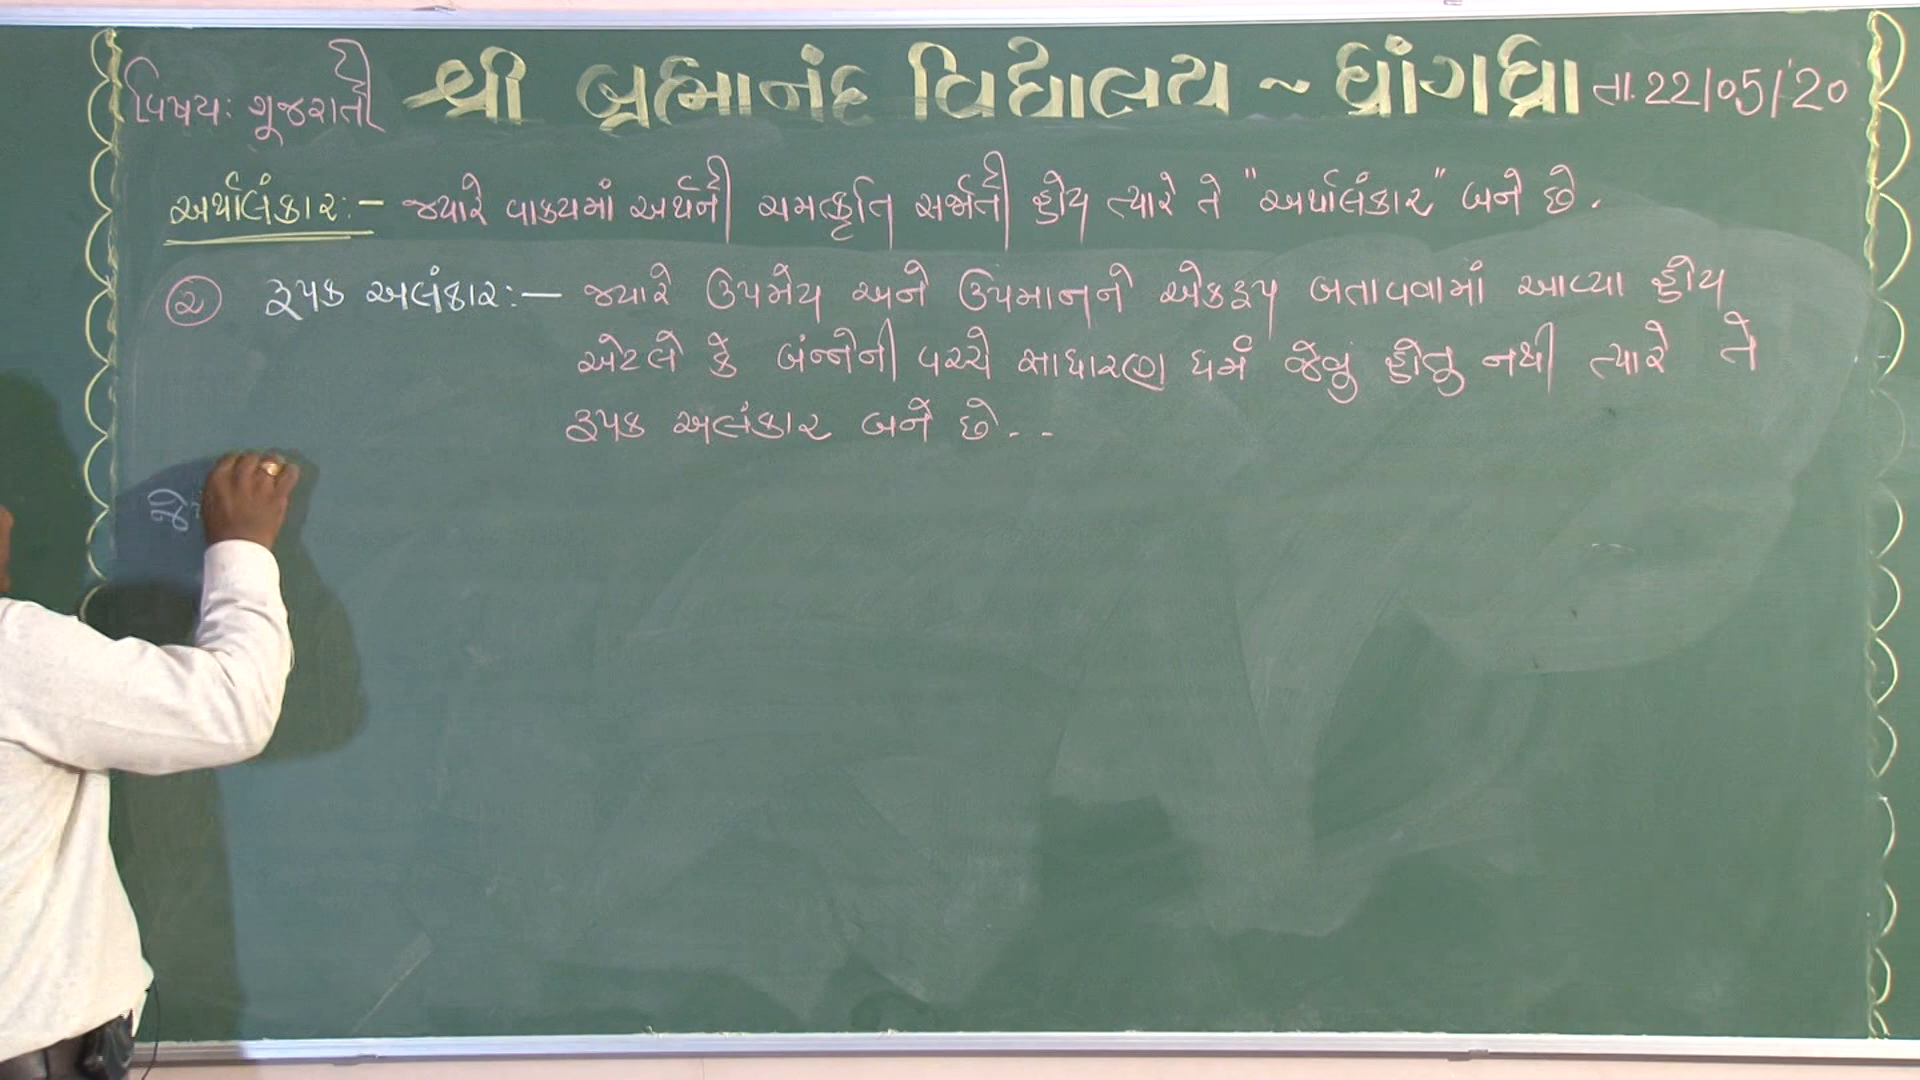 વિષય: ગૂજરાતી શ્રી બ્રહ્માનંદ વિદ્યાલય ~ ધ્રાંગધ્રા તા. 22/05/'20
અર્થાલંકાર:- જ્યારે વાક્યમાં અર્થની ચમત્કૃતિ સર્જાતી હોય ત્યારે તે "અર્થાલંકાર" બને છે.
૨ રૂપક અલંકાર:- જ્યારે ઉપમેય અને ઉપમાનને એકરૂપ બતાવવામાં આવ્યા હોય
એટલે કે બંન્નેની વચ્ચે સાધારણ ધર્મ જેવું હોતુ નથી ત્યારે તે
રૂપક અલંકાર બને છે..
જે